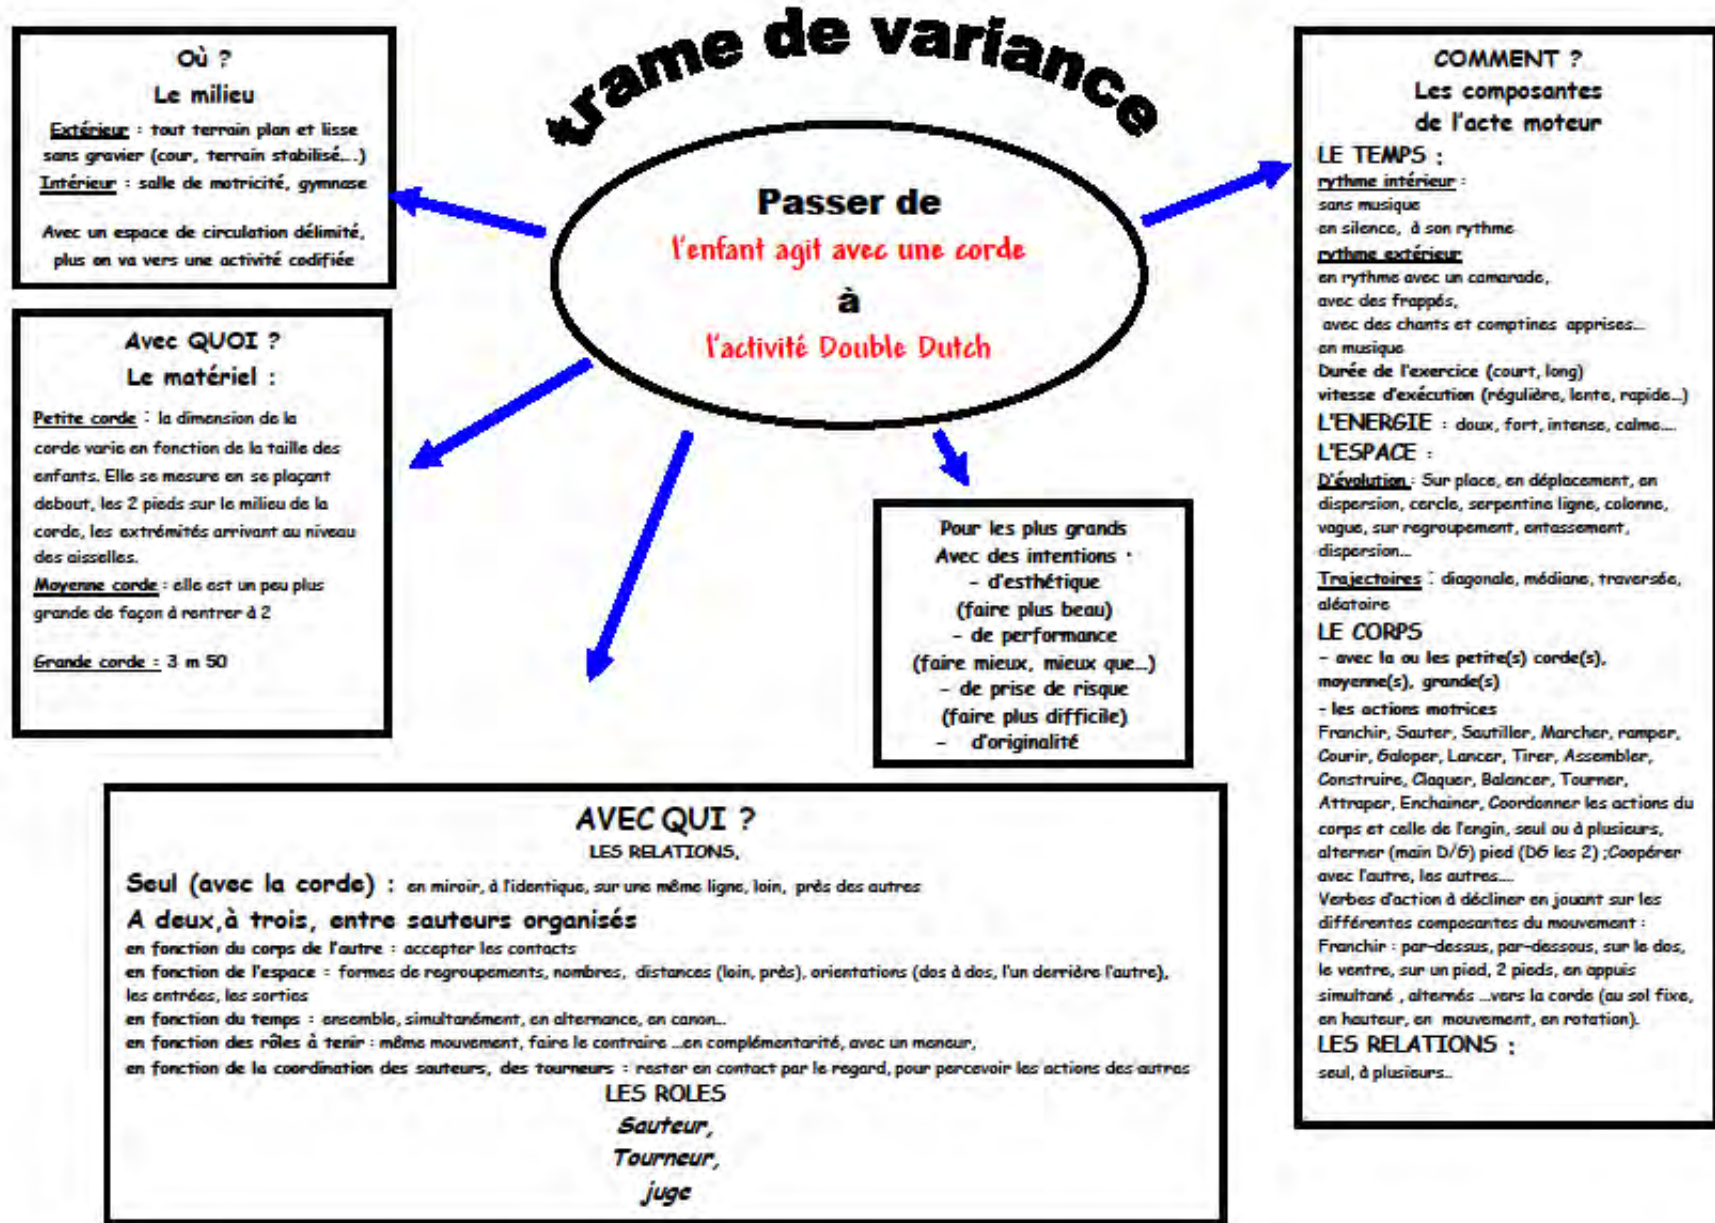 trame de variance
Où ?
Le milieu
Extérieur : tout terrain plan et lisse
sans gravier (cour, terrain stabilisé....)
Intérieur : salle de motricité, gymnase
Avec un espace de circulation délimité,
plus on va vers une activité codifiée
Passer de
l'enfant agit avec une corde
à
l'activité Double Dutch
Avec QUOI ?
Le matériel :
Petite corde : la dimension de la
corde varie en fonction de la taille des
enfants. Elle se mesure en se plaçant
debout, les 2 pieds sur le milieu de la
corde, les extrémités arrivant au niveau
des aisselles.
Moyenne corde : elle est un peu plus
grande de façon à rentrer à 2
Grande corde : 3 m 50
Pour les plus grands
Avec des intentions :
- d'esthétique
(faire plus beau)
- de performance
(faire mieux, mieux que...)
- de prise de risque
(faire plus difficile)
- d'originalité
COMMENT ?
Les composantes
de l'acte moteur
LE TEMPS :
rythme intérieur :
sans musique
en silence, à son rythme
rythme extérieur
en rythme avec un camarade,
avec des frappés,
avec des chants et comptines apprises...
en musique
Durée de l'exercice (court, long)
vitesse d'exécution (régulière, lente, rapide...)
L'ENERGIE : doux, fort, intense, calme....
L'ESPACE :
D'évolution : Sur place, en déplacement, en
dispersion, cercle, serpentine ligne, colonne,
vague, sur regroupement, entassement,
dispersion...
Trajectoires : diagonale, médiane, traversée,
aléatoire
LE CORPS
- avec la ou les petite(s) corde(s),
moyenne(s), grande(s)
- les actions motrices
Franchir, Sauter, Sautiller, Marcher, ramper,
Courir, Galoper, Lancer, Tirer, Assembler,
Construire, Claquer, Balancer, Tourner,
Attraper, Enchainer, Coordonner les actions du
corps et celle de l'engin, seul ou à plusieurs,
alterner (main D/G) pied (DG les 2) ;Coopérer
avec l'autre, les autres....
Verbes d'action à décliner en jouant sur les
différentes composantes du mouvement :
Franchir : par-dessus, par-dessous, sur le dos,
le ventre, sur un pied, 2 pieds, en appuis
simultané , alternés ...vers la corde (au sol fixe,
en hauteur, en mouvement, en rotation).
LES RELATIONS :
seul, à plusieurs...
AVEC QUI ?
LES RELATIONS,
Seul (avec la corde) : en miroir, à l'identique, sur une même ligne, loin, près des autres
A deux,à trois, entre sauteurs organisés
en fonction du corps de l'autre : accepter les contacts
en fonction de l'espace : formes de regroupements, nombres, distances (loin, près), orientations (dos à dos, l'un derrière l'autre),
les entrées, les sorties
en fonction du temps : ensemble, simultanément, en alternance, en canon...
en fonction des rôles à tenir : même mouvement, faire le contraire ...en complémentarité, avec un meneur,
en fonction de la coordination des sauteurs, des tourneurs : rester en contact par le regard, pour percevoir les actions des autres
LES ROLES
Sauteur,
Tourneur,
juge